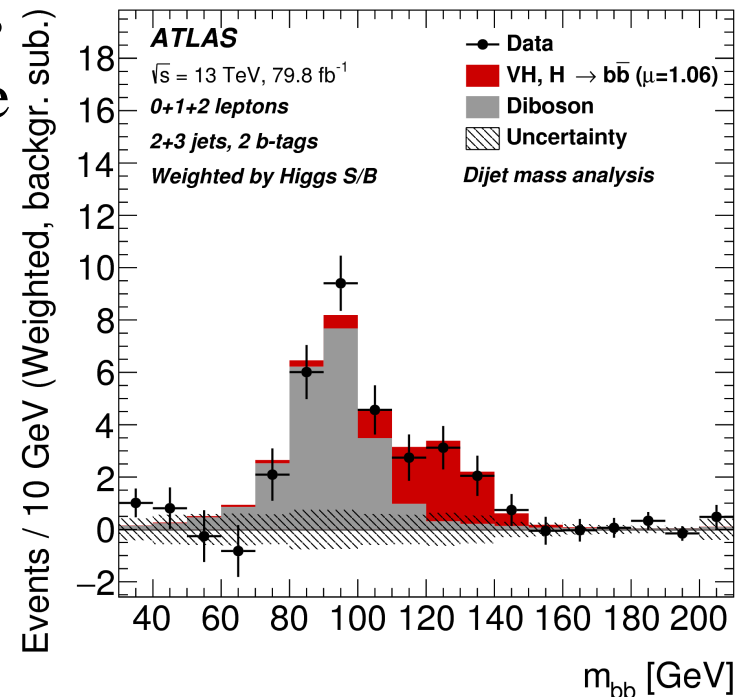 ATLAS
√s = 13 TeV, 79.8 fb⁻¹
0+1+2 leptons
2+3 jets, 2 b-tags
Weighted by Higgs S/B
Data
VH, H → bb̄ (μ=1.06)
Diboson
Uncertainty
Dijet mass analysis
Events / 10 GeV (Weighted, backgr. sub.)
18
16
14
12
10
8
6
4
2
0
−2
40 60 80 100 120 140 160 180 200
m_bb [GeV]